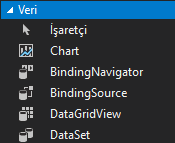 Veri
İşaretçi
Chart
BindingNavigator
BindingSource
DataGridView
DataSet